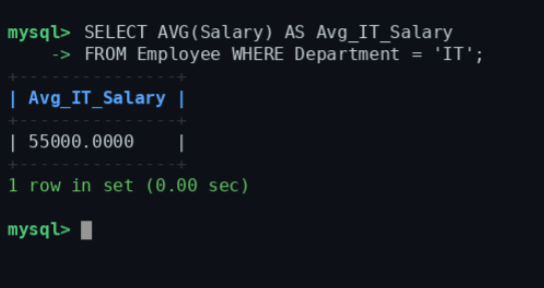 mysql> SELECT AVG(Salary) AS Avg_IT_Salary
    -> FROM Employee WHERE Department = 'IT';
+---------------+
| Avg_IT_Salary |
+---------------+
| 55000.0000    |
+---------------+
1 row in set (0.00 sec)
mysql>